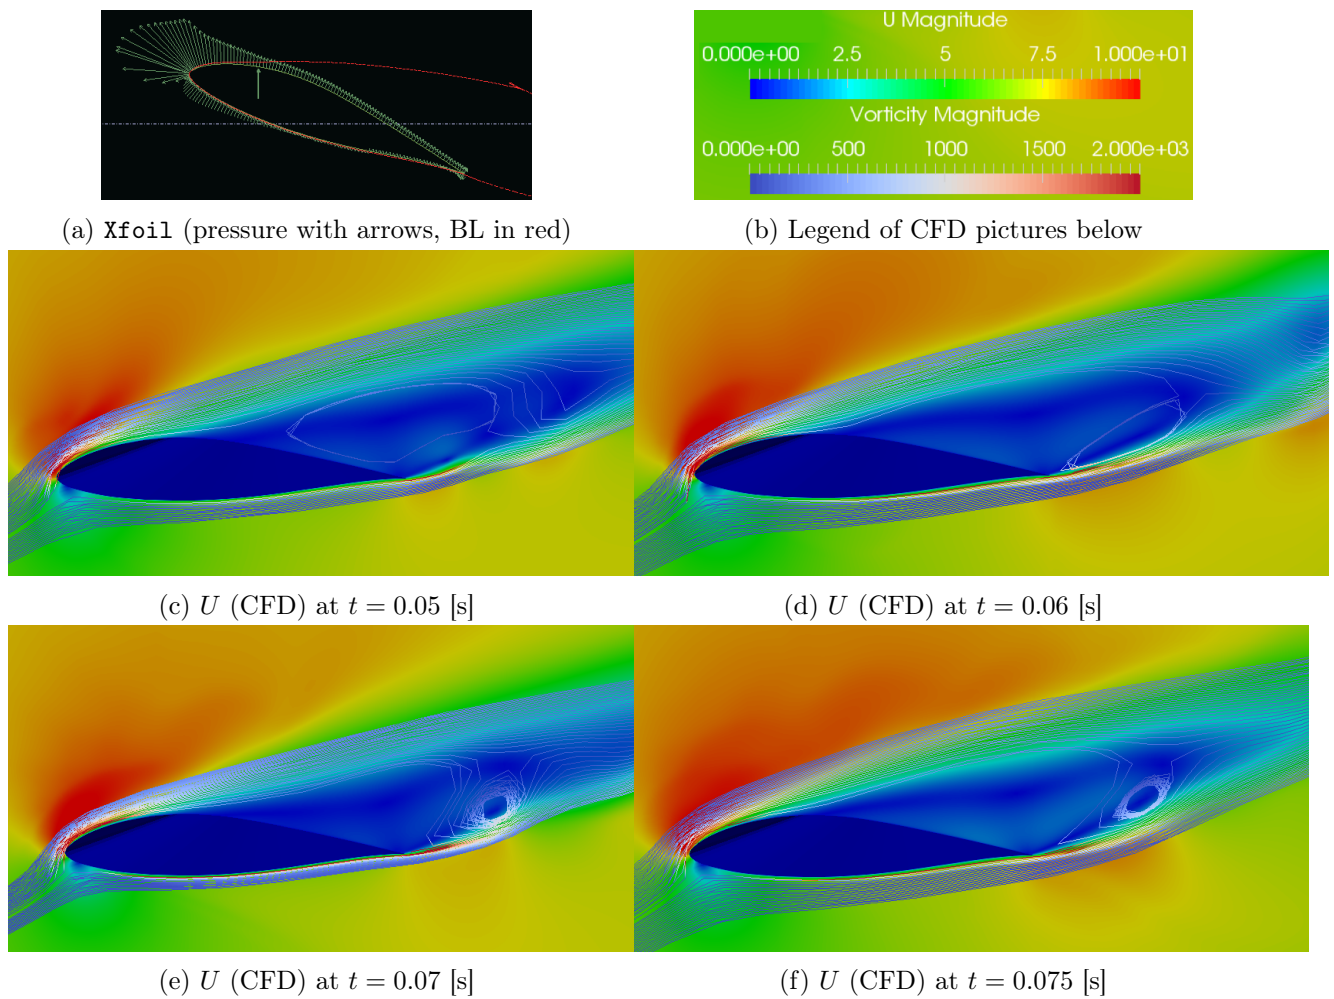 (a) Xfoil (pressure with arrows, BL in red)
U Magnitude
0.000e+00 2.5 5 7.5 1.000e+01
Vorticity Magnitude
0.000e+00 500 1000 1500 2.000e+03
(b) Legend of CFD pictures below
(c) U (CFD) at t = 0.05 [s]
(d) U (CFD) at t = 0.06 [s]
(e) U (CFD) at t = 0.07 [s]
(f) U (CFD) at t = 0.075 [s]